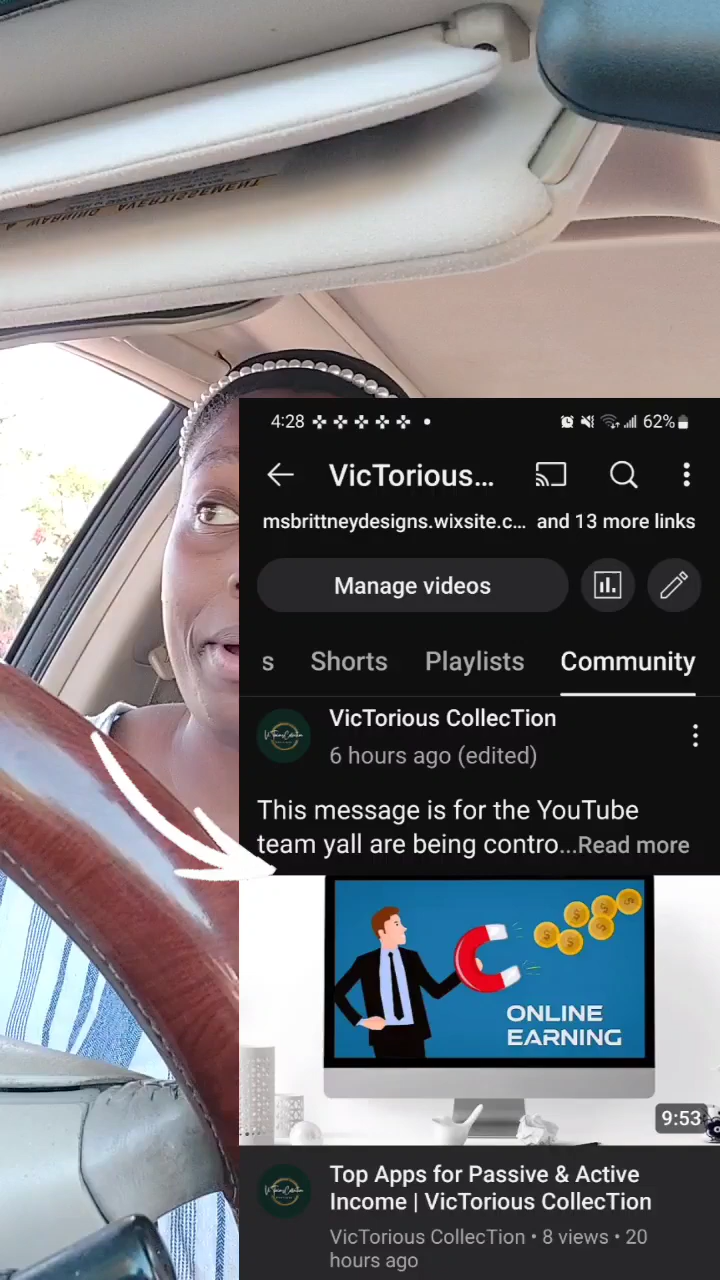 4:28
62%
VicTorious...
msbrittneydesigns.wixsite.c... and 13 more links
Manage videos
s Shorts Playlists Community
VicTorious CollecTion
6 hours ago (edited)
This message is for the YouTube
team yall are being contro...Read more
ONLINE
EARNING
9:53
Top Apps for Passive & Active
Income | VicTorious CollecTion
VicTorious CollecTion • 8 views • 20
hours ago